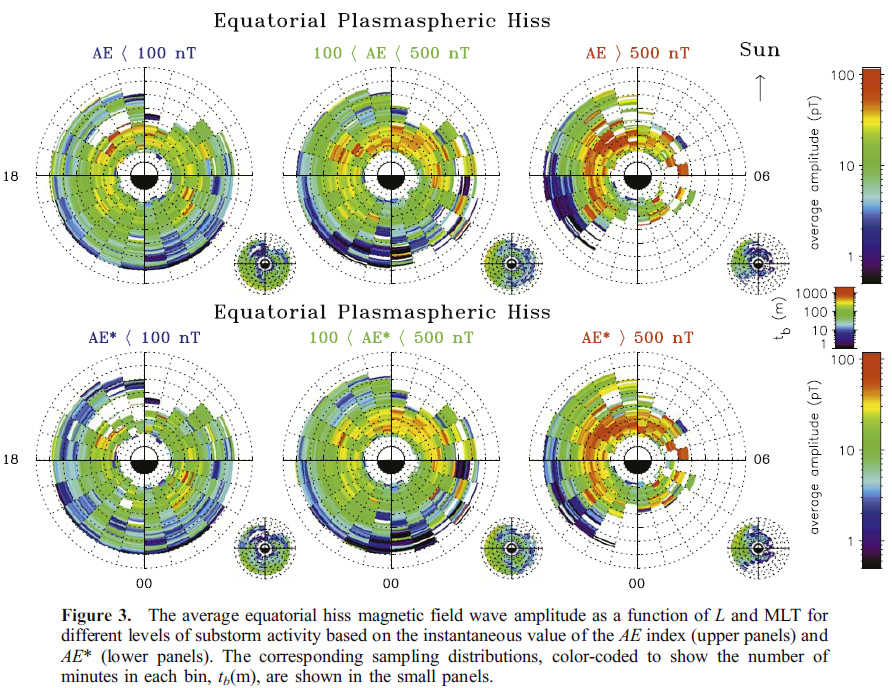 Equatorial Plasmaspheric Hiss
AE ⟨ 100 nT
100 ⟨ AE ⟨ 500 nT
AE ⟩ 500 nT
Sun
↑
18
06
100
10
1
average amplitude (pT)
1000
100
10
1
t_b (m)
Equatorial Plasmaspheric Hiss
AE* ⟨ 100 nT
100 ⟨ AE* ⟨ 500 nT
AE* ⟩ 500 nT
18
06
00
00
00
100
10
1
average amplitude (pT)
Figure 3. The average equatorial hiss magnetic field wave amplitude as a function of L and MLT for
different levels of substorm activity based on the instantaneous value of the AE index (upper panels) and
AE* (lower panels). The corresponding sampling distributions, color-coded to show the number of
minutes in each bin, t_b(m), are shown in the small panels.